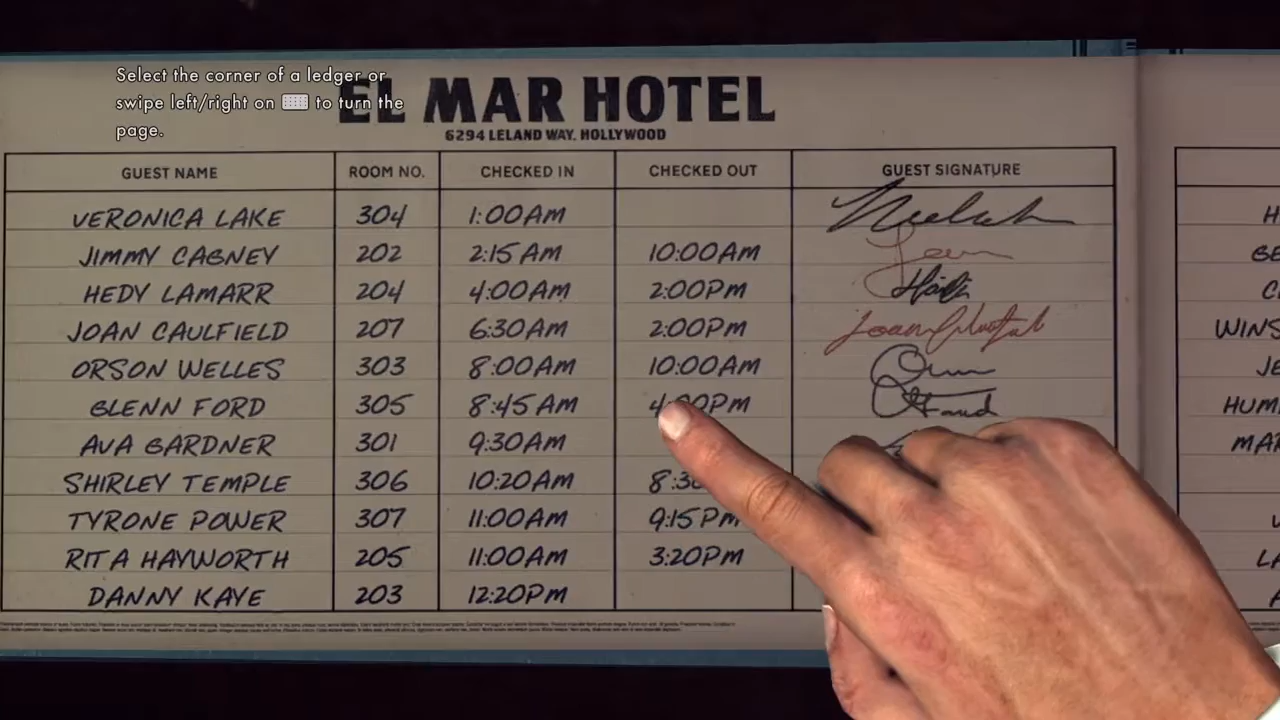 Select the corner of a ledger or
swipe left/right on to turn the
page.
EL MAR HOTEL
6294 LELAND WAY, HOLLYWOOD
GUEST NAME ROOM NO. CHECKED IN CHECKED OUT GUEST SIGNATURE
VERONICA LAKE 304 1:00AM
JIMMY CAGNEY 202 2:15AM 10:00AM
HEDY LAMARR 204 4:00AM 2:00PM
JOAN CAULFIELD 207 6:30AM 2:00PM
ORSON WELLES 303 8:00AM 10:00AM
GLENN FORD 305 8:45AM
AVA GARDNER 301 9:30AM
SHIRLEY TEMPLE 306 10:20AM
TYRONE POWER 307 11:00AM 9:15PM
RITA HAYWORTH 205 11:00AM 3:20PM
DANNY KAYE 203 12:20PM